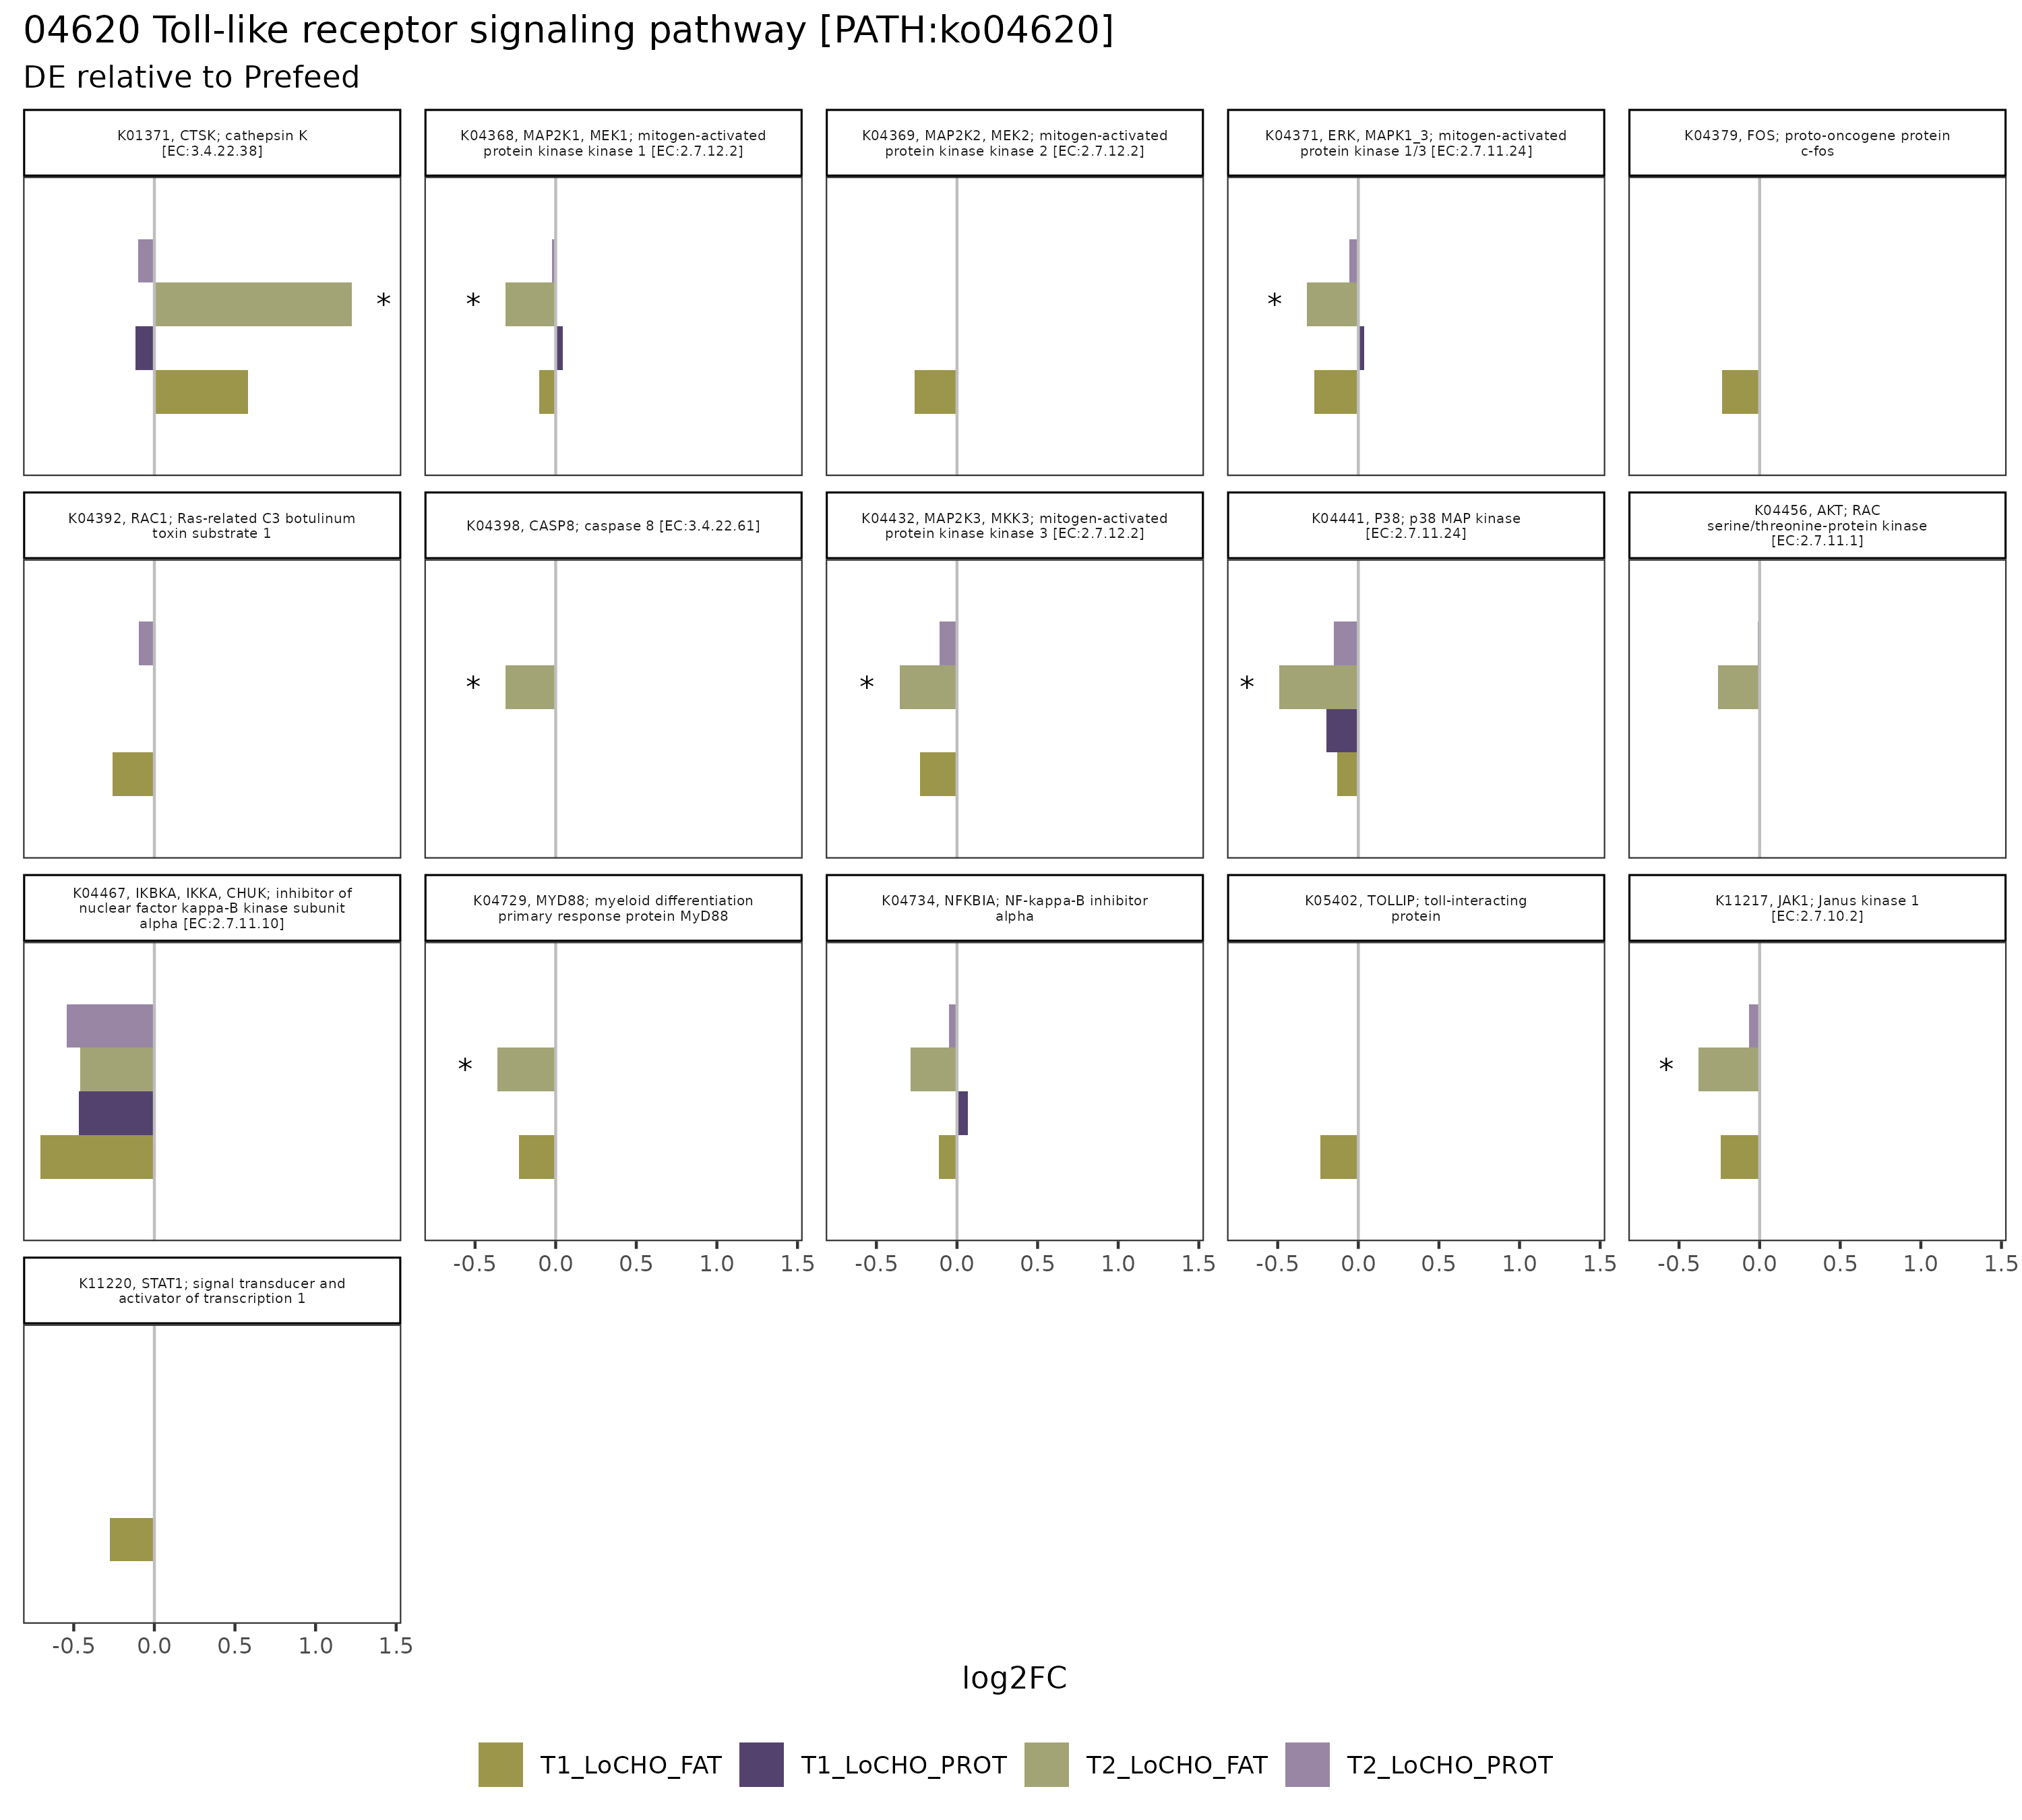 04620 Toll-like receptor signaling pathway [PATH:ko04620]
DE relative to Prefeed
K01371, CTSK; cathepsin K
[EC:3.4.22.38]
K04368, MAP2K1, MEK1; mitogen-activated
protein kinase kinase 1 [EC:2.7.12.2]
K04369, MAP2K2, MEK2; mitogen-activated
protein kinase kinase 2 [EC:2.7.12.2]
K04371, ERK, MAPK1_3; mitogen-activated
protein kinase 1/3 [EC:2.7.11.24]
K04379, FOS; proto-oncogene protein
c-fos
*
*
*
K04392, RAC1; Ras-related C3 botulinum
toxin substrate 1
K04398, CASP8; caspase 8 [EC:3.4.22.61]
K04432, MAP2K3, MKK3; mitogen-activated
protein kinase kinase 3 [EC:2.7.12.2]
K04441, P38; p38 MAP kinase
[EC:2.7.11.24]
K04456, AKT; RAC
serine/threonine-protein kinase
[EC:2.7.11.1]
*
*
*
K04467, IKBKA, IKKA, CHUK; inhibitor of
nuclear factor kappa-B kinase subunit
alpha [EC:2.7.11.10]
K04729, MYD88; myeloid differentiation
primary response protein MyD88
K04734, NFKBIA; NF-kappa-B inhibitor
alpha
K05402, TOLLIP; toll-interacting
protein
K11217, JAK1; Janus kinase 1
[EC:2.7.10.2]
*
*
-0.5 0.0 0.5 1.0 1.5
-0.5 0.0 0.5 1.0 1.5
-0.5 0.0 0.5 1.0 1.5
-0.5 0.0 0.5 1.0 1.5
K11220, STAT1; signal transducer and
activator of transcription 1
-0.5 0.0 0.5 1.0 1.5
log2FC
T1_LoCHO_FAT T1_LoCHO_PROT T2_LoCHO_FAT T2_LoCHO_PROT